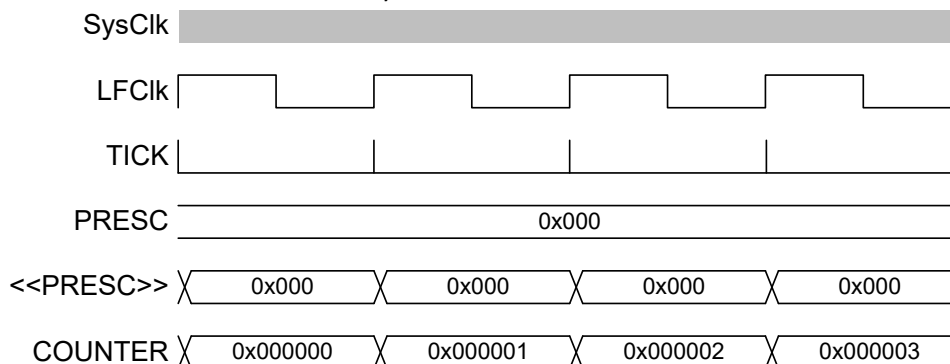 SysClk
LFClk
TICK
PRESC 0x000
<<PRESC>> 0x000 0x000 0x000 0x000
COUNTER 0x000000 0x000001 0x000002 0x000003